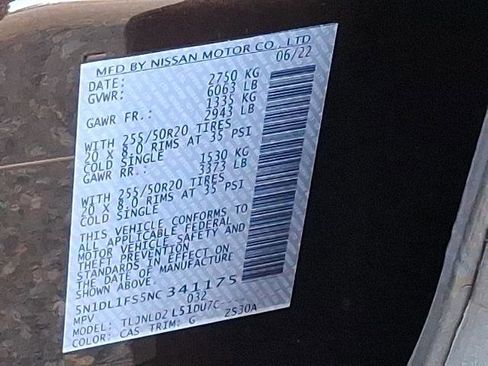 MFD BY NISSAN MOTOR CO., LTD
DATE: 06/22
GVWR: 2750 KG
6063 LB
GAWR FR.: 1335 KG
2943 LB
WITH 255/50R20 TIRES
20 X 8.0 RIMS AT 35 PSI
COLD SINGLE
GAWR RR.: 1530 KG
3373 LB
WITH 255/50R20 TIRES
20 X 8.0 RIMS AT 35 PSI
COLD SINGLE
THIS VEHICLE CONFORMS TO
ALL APPLICABLE FEDERAL
MOTOR VEHICLE SAFETY AND
THEFT PREVENTION
STANDARDS IN EFFECT ON
THE DATE OF MANUFACTURE
SHOWN ABOVE.
5N1DL1FS5NC341175
MPV 032
MODEL: TLJNLD2 L51DU7C
COLOR: CAS TRIM: G 2S30A